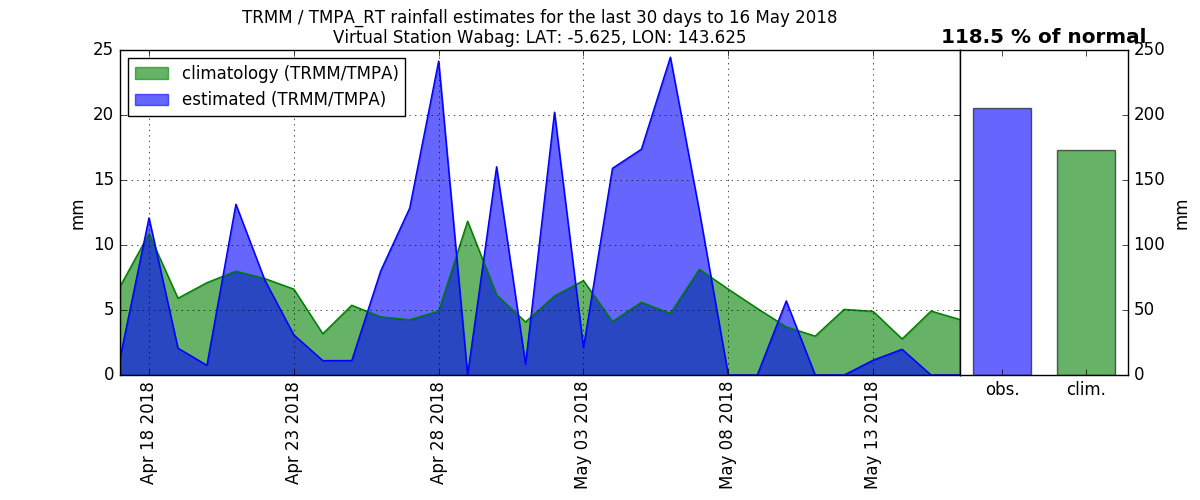 TRMM / TMPA_RT rainfall estimates for the last 30 days to 16 May 2018
Virtual Station Wabag: LAT: -5.625, LON: 143.625
118.5 % of normal
climatology (TRMM/TMPA)
estimated (TRMM/TMPA)
25
20
15
10
5
0
mm
Apr 18 2018
Apr 23 2018
Apr 28 2018
May 03 2018
May 08 2018
May 13 2018
250
200
150
100
50
0
mm
obs.
clim.